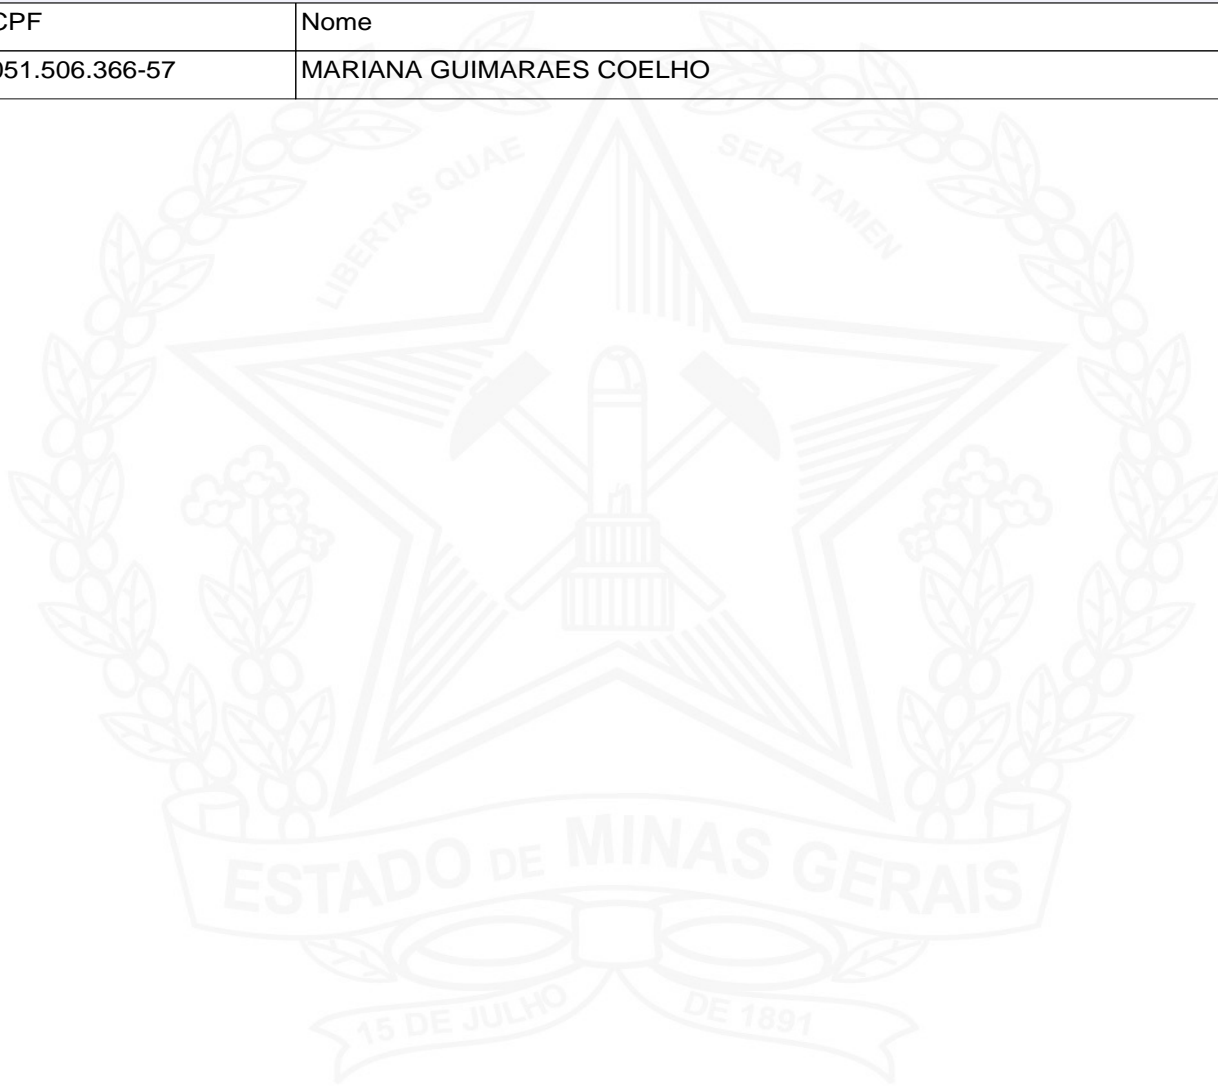 CPF Nome
051.506.366-57 MARIANA GUIMARAES COELHO
LIBERTAS QUAE SERA TAMEN
ESTADO DE MINAS GERAIS
15 DE JULHO DE 1891